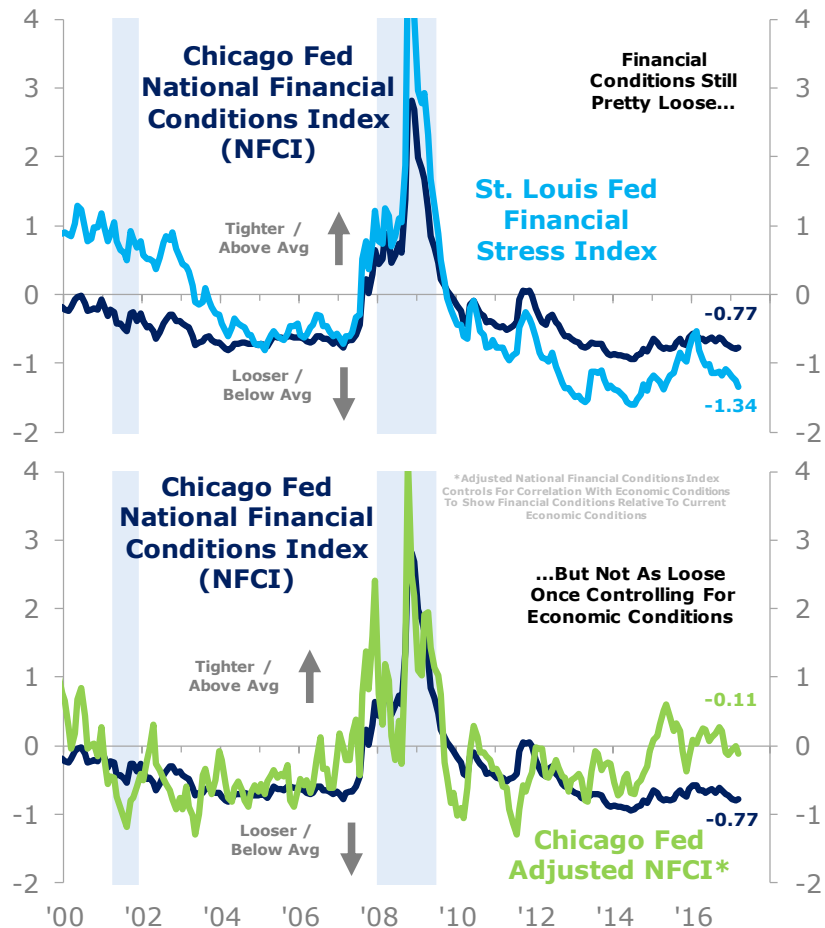 4
4
Chicago Fed
National Financial
Conditions Index
(NFCI)
Financial
Conditions Still
Pretty Loose...
3
3
2
2
St. Louis Fed
Financial
Stress Index
Tighter /
Above Avg
1
1
0
0
-0.77
-1
-1
Looser /
Below Avg
-1.34
-2
-2
4
4
*Adjusted National Financial Conditions Index
Controls For Correlation With Economic Conditions
To Show Financial Conditions Relative To Current
Economic Conditions
Chicago Fed
National Financial
Conditions Index
(NFCI)
3
3
...But Not As Loose
Once Controlling For
Economic Conditions
2
2
Tighter /
Above Avg
1
1
-0.11
0
0
-1
-1
-0.77
Looser /
Below Avg
Chicago Fed
Adjusted NFCI*
-2
-2
'00 '02 '04 '06 '08 '10 '12 '14 '16